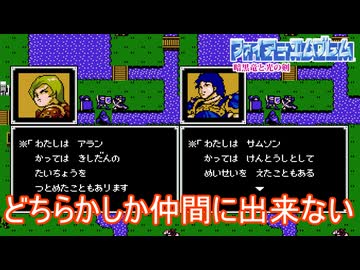 ファイアーエムブレム
暗黒竜と光の剣
※「わたしは アラン
かっては きしだんの
たいちょうを
つとめたこともあります
※「わたしは サムソン
かっては けんとうしとして
めいせいを えたこともある
どちらかしか仲間に出来ない